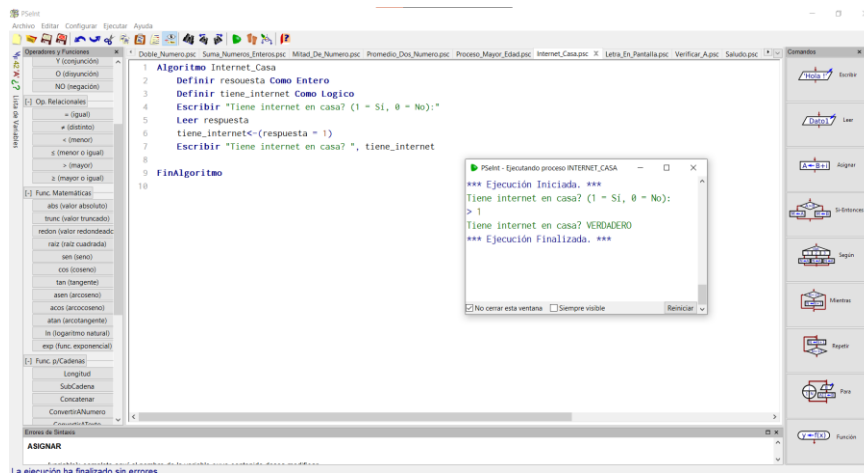 PSeInt
Archivo Editar Configurar Ejecutar Ayuda
Operadores y Funciones
Y (conjunción)
O (disyunción)
NO (negación)
[-] Op. Relacionales
= (igual)
≠ (distinto)
< (menor)
≤ (menor o igual)
> (mayor)
≥ (mayor o igual)
[-] Func. Matemáticas
abs (valor absoluto)
trunc (valor truncado)
redon (valor redondeadc
raiz (raíz cuadrada)
sen (seno)
cos (coseno)
tan (tangente)
asen (arcoseno)
acos (arcocoseno)
atan (arcotangente)
ln (logaritmo natural)
exp (func. exponencial)
[-] Func. p/Cadenas
Longitud
SubCadena
Concatenar
ConvertirANumero
ConvertirATexto
Lista de Variables
Doble_Numero.psc Suma_Numeros_Enteros.psc Mitad_De_Numero.psc Promedio_Dos_Numero.psc Proceso_Mayor_Edad.psc Internet_Casa.psc X Letra_En_Pantalla.psc Verificar_A.psc Saludo.psc
1 Algoritmo Internet_Casa
2 Definir resouesta Como Entero
3 Definir tiene_internet Como Logico
4 Escribir "Tiene internet en casa? (1 = Sí, 0 = No):"
5 Leer respuesta
6 tiene_internet<-(respuesta = 1)
7 Escribir "Tiene internet en casa? ", tiene_internet
8
9 FinAlgoritmo
10
PSeInt - Ejecutando proceso INTERNET_CASA
*** Ejecución Iniciada. ***
Tiene internet en casa? (1 = Sí, 0 = No):
> 1
Tiene internet en casa? VERDADERO
*** Ejecución Finalizada. ***
No cerrar esta ventana Siempre visible Reiniciar
Comandos
'Hola !' Escribir
Dato1 Leer
A←B+1 Asignar
Si-Entonces
Según
Mientras
Repetir
Para
y←f(x) Función
Errores de Sintaxis
ASIGNAR
La ejecución ha finalizado sin errores.